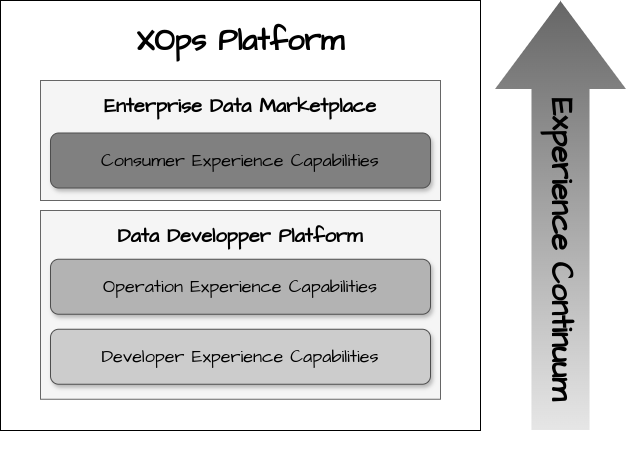 XOps Platform
Enterprise Data Marketplace
Consumer Experience Capabilities
Data Developper Platform
Operation Experience Capabilities
Developer Experience Capabilities
Experience Continuum